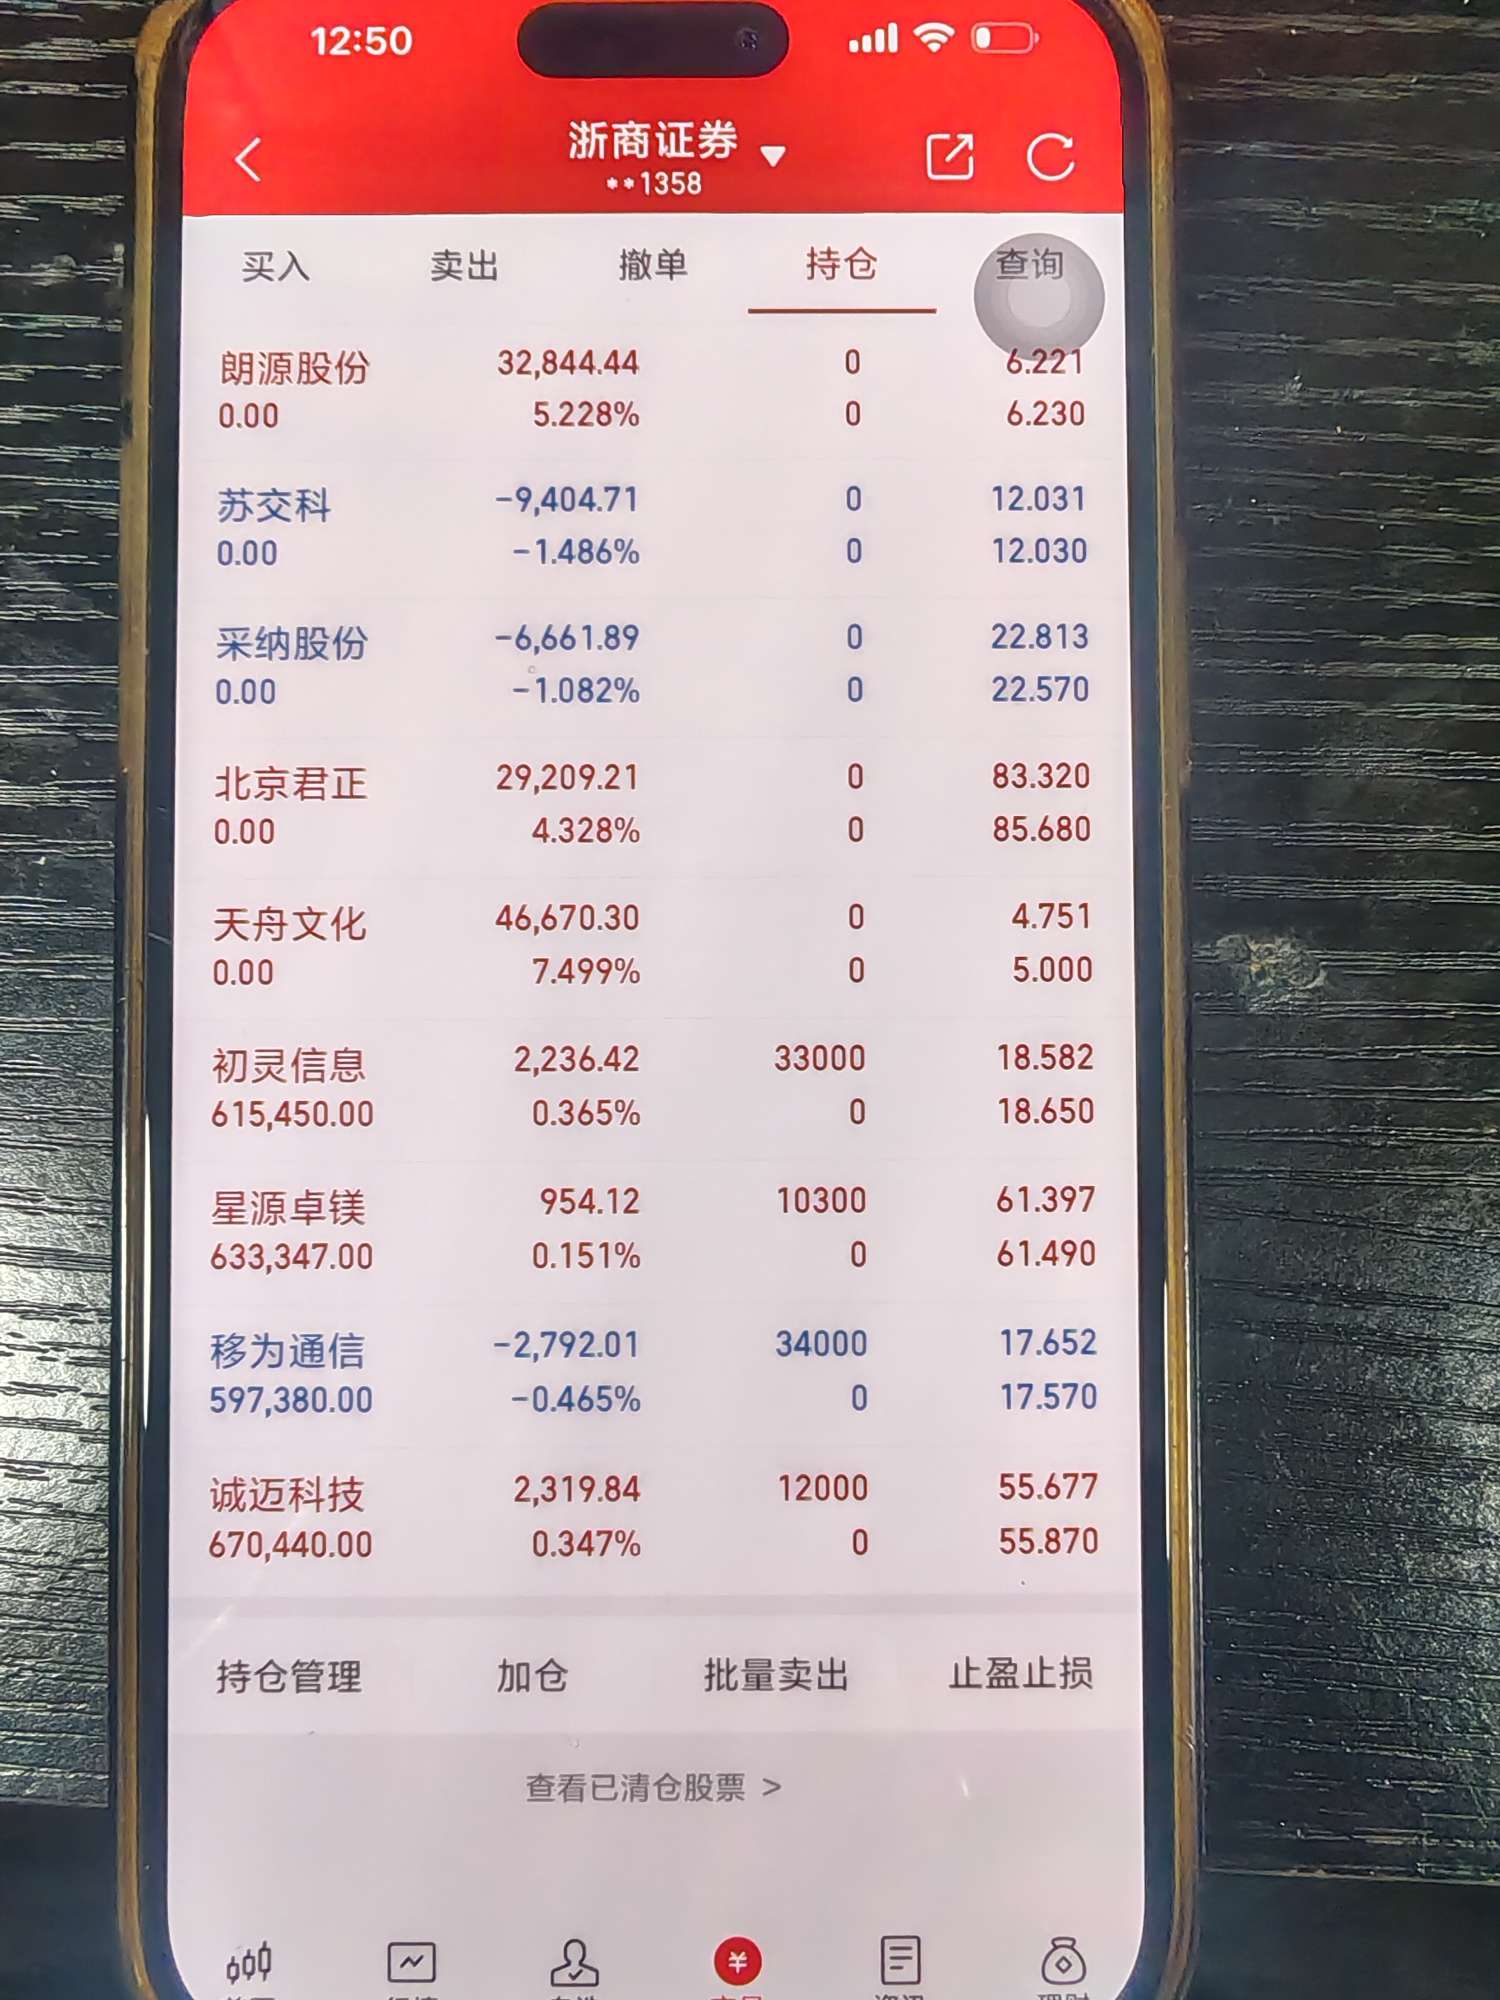 12:50
浙商证券
**1358
买入 卖出 撤单 持仓 查询
朗源股份 32,844.44 0 6.221
0.00 5.228% 0 6.230
苏交科 -9,404.71 0 12.031
0.00 -1.486% 0 12.030
采纳股份 -6,661.89 0 22.813
0.00 -1.082% 0 22.570
北京君正 29,209.21 0 83.320
0.00 4.328% 0 85.680
天舟文化 46,670.30 0 4.751
0.00 7.499% 0 5.000
初灵信息 2,236.42 33000 18.582
615,450.00 0.365% 0 18.650
星源卓镁 954.12 10300 61.397
633,347.00 0.151% 0 61.490
移为通信 -2,792.01 34000 17.652
597,380.00 -0.465% 0 17.570
诚迈科技 2,319.84 12000 55.677
670,440.00 0.347% 0 55.870
持仓管理 加仓 批量卖出 止盈止损
查看已清仓股票 >
¥